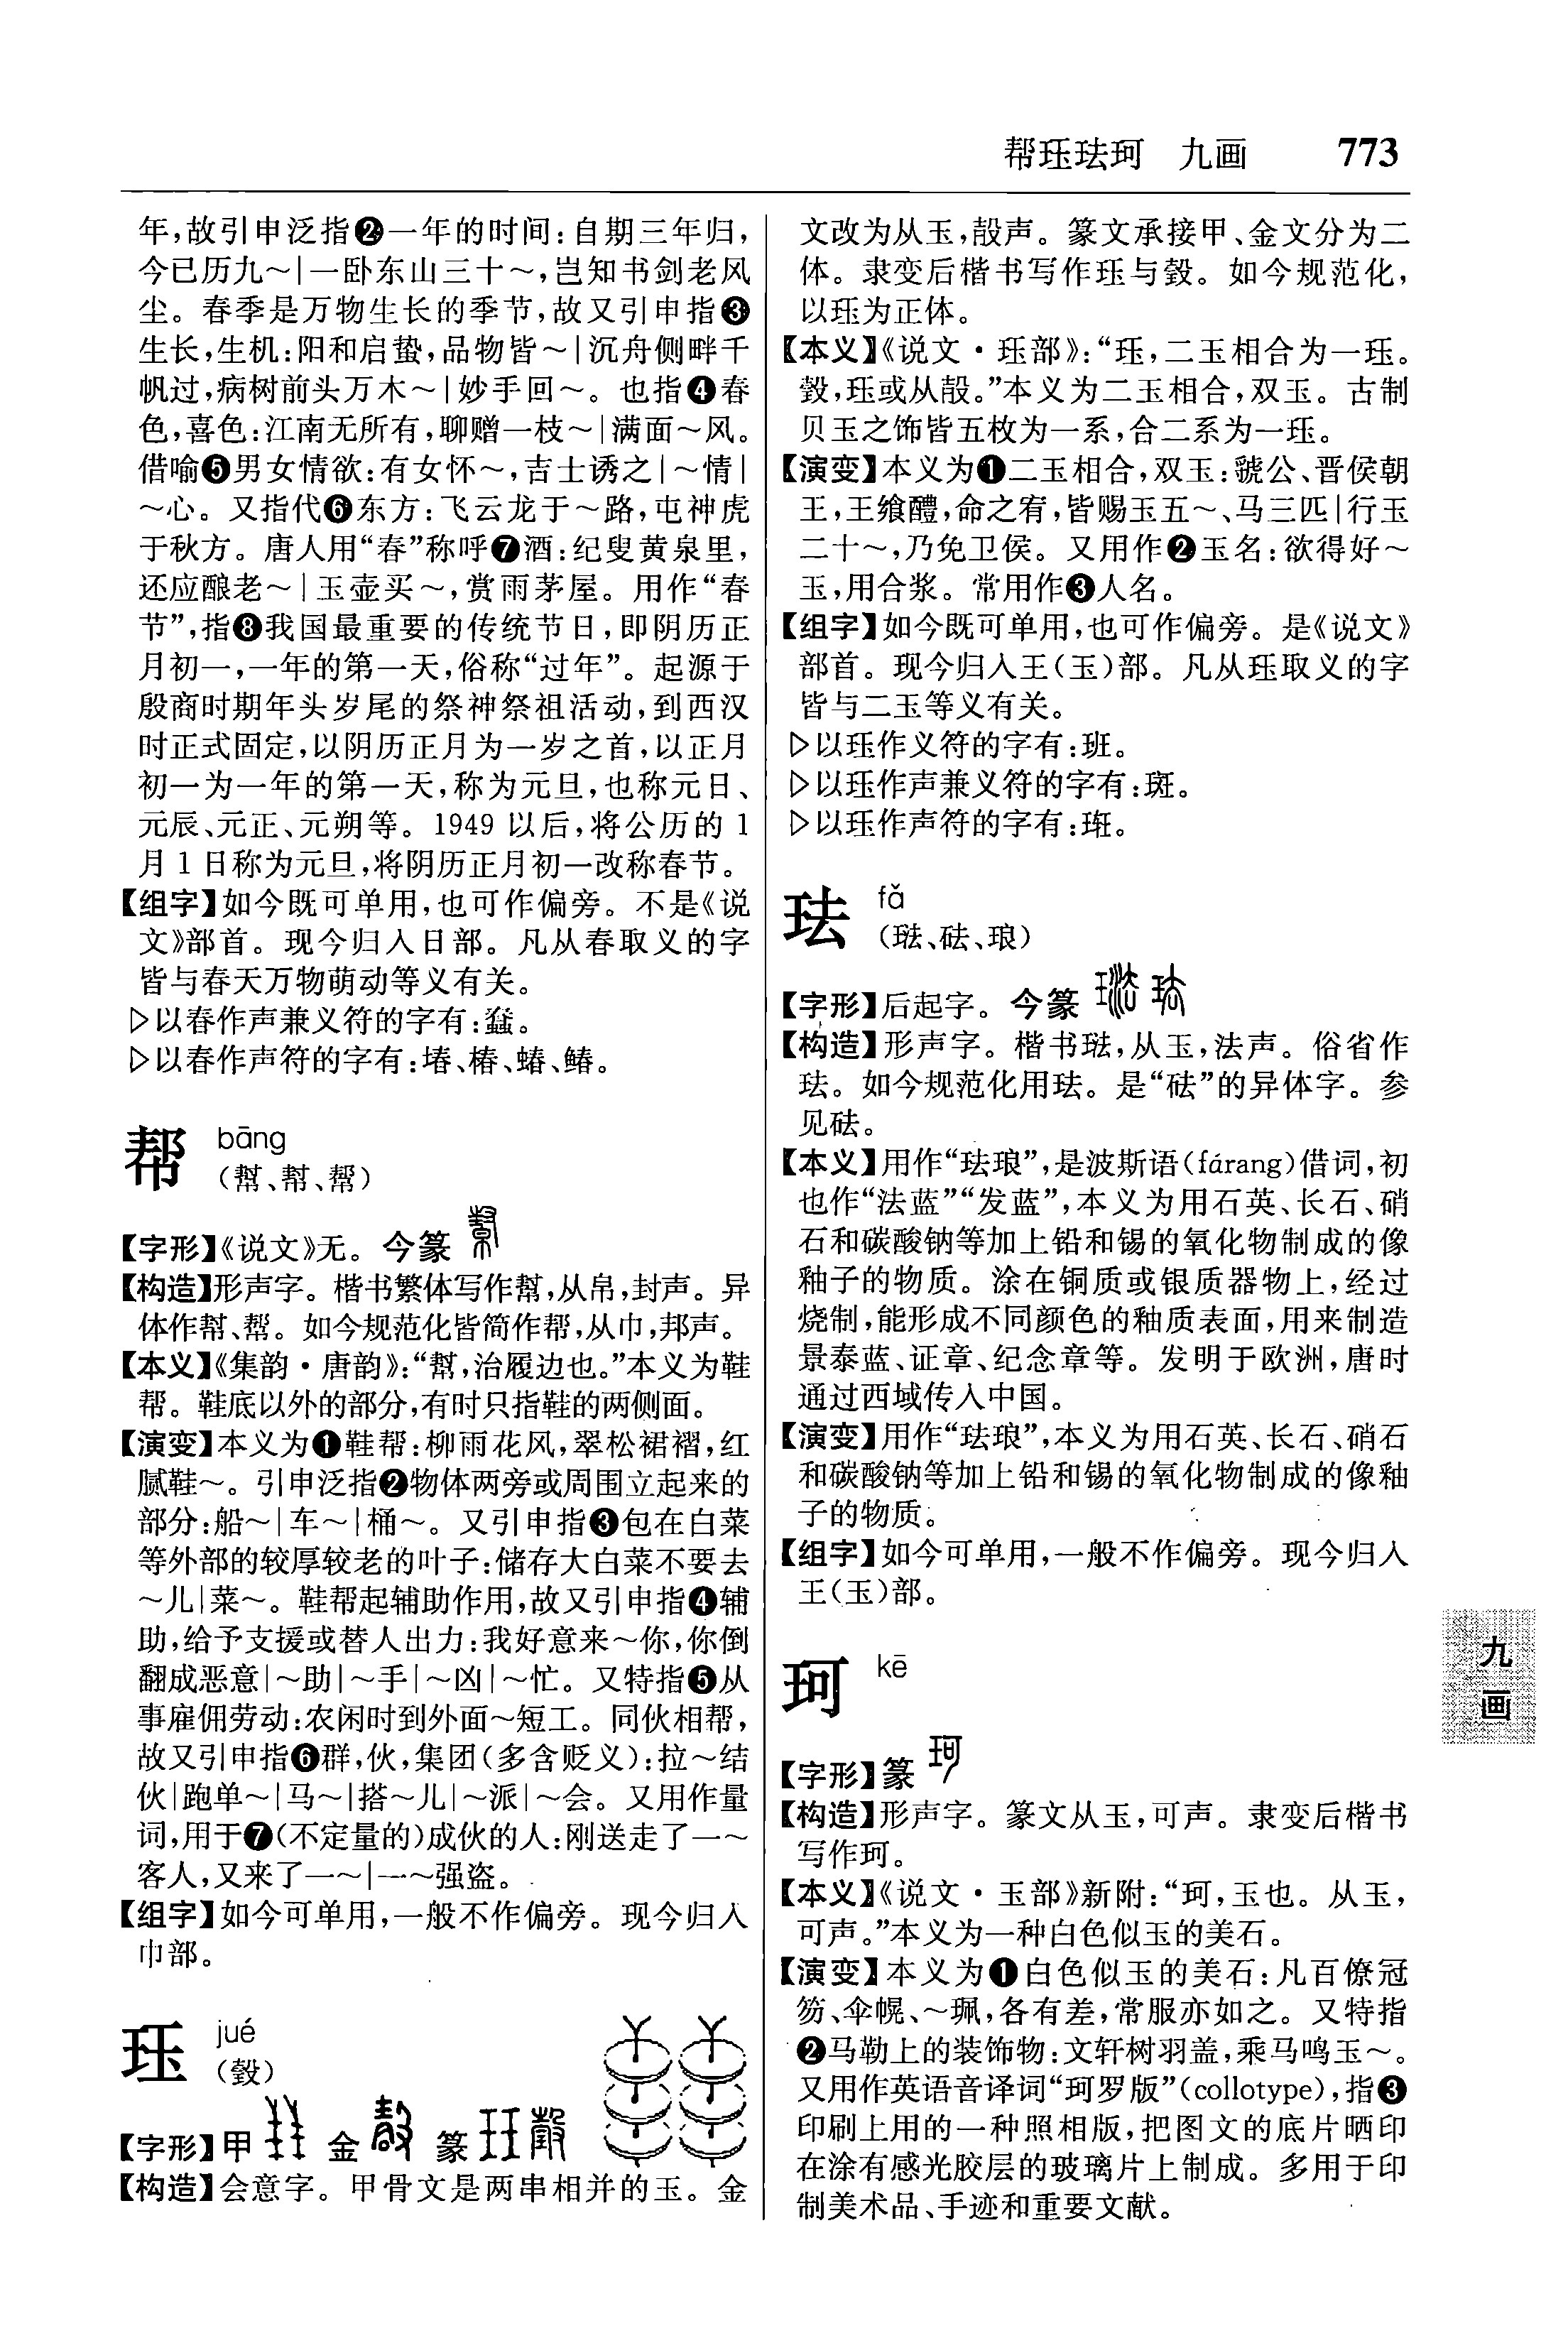 帮珏珐珂 九画 773
年,故引申泛指❷一年的时间:自期三年归,
今已历九~|一卧东山三十~,岂知书剑老风
尘。春季是万物生长的季节,故又引申指❸
生长,生机:阳和启蛰,品物皆~|沉舟侧畔千
帆过,病树前头万木~|妙手回~。也指❹春
色,喜色:江南无所有,聊赠一枝~|满面~风。
借喻❺男女情欲:有女怀~,吉士诱之|~情|
~心。又指代❻东方:飞云龙于~路,屯神虎
于秋方。唐人用“春”称呼❼酒:纪叟黄泉里,
还应酿老~|玉壶买~,赏雨茅屋。用作“春
节”,指❽我国最重要的传统节日,即阴历正
月初一,一年的第一天,俗称“过年”。起源于
殷商时期年头岁尾的祭神祭祖活动,到西汉
时正式固定,以阴历正月为一岁之首,以正月
初一为一年的第一天,称为元旦,也称元日、
元辰、元正、元朔等。1949 以后,将公历的 1
月 1 日称为元旦,将阴历正月初一改称春节。
【组字】如今既可单用,也可作偏旁。不是《说
文》部首。现今归入日部。凡从春取义的字
皆与春天万物萌动等义有关。
▷以春作声兼义符的字有:蠢。
▷以春作声符的字有:堾、椿、蝽、鰆。
帮 bāng
(幫、幇、帮)
【字形】《说文》无。今篆
【构造】形声字。楷书繁体写作幫,从帛,封声。异
体作幇、帮。如今规范化皆简作帮,从巾,邦声。
【本义】《集韵·唐韵》:“幫,治履边也。”本义为鞋
帮。鞋底以外的部分,有时只指鞋的两侧面。
【演变】本义为❶鞋帮:柳雨花风,翠松裙褶,红
腻鞋~。引申泛指❷物体两旁或周围立起来的
部分:船~|车~|桶~。又引申指❸包在白菜
等外部的较厚较老的叶子:储存大白菜不要去
~儿|菜~。鞋帮起辅助作用,故又引申指❹辅
助,给予支援或替人出力:我好意来~你,你倒
翻成恶意|~助|~手|~凶|~忙。又特指❺从
事雇佣劳动:农闲时到外面~短工。同伙相帮,
故又引申指❻群,伙,集团(多含贬义):拉~结
伙|跑单~|马~|搭~儿|~派|~会。又用作量
词,用于❼(不定量的)成伙的人:刚送走了一~
客人,又来了一~|一~强盗。
【组字】如今可单用,一般不作偏旁。现今归入
巾部。
珏 jué
(瑴)
【字形】甲 金 篆
【构造】会意字。甲骨文是两串相并的玉。金
文改为从玉,㱿声。篆文承接甲、金文分为二
体。隶变后楷书写作珏与瑴。如今规范化,
以珏为正体。
【本义】《说文·珏部》:“珏,二玉相合为一珏。
瑴,珏或从㱿。”本义为二玉相合,双玉。古制
贝玉之饰皆五枚为一系,合二系为一珏。
【演变】本义为❶二玉相合,双玉:虢公、晋侯朝
王,王飨醴,命之宥,皆赐玉五~、马三匹|行玉
二十~,乃免卫侯。又用作❷玉名:欲得好~
玉,用合浆。常用作❸人名。
【组字】如今既可单用,也可作偏旁。是《说文》
部首。现今归入王(玉)部。凡从珏取义的字
皆与二玉等义有关。
▷以珏作义符的字有:班。
▷以珏作声兼义符的字有:斑。
▷以珏作声符的字有:琁。
珐 fǎ
(琺、砝、琅)
【字形】后起字。今篆
【构造】形声字。楷书琺,从玉,法声。俗省作
珐。如今规范化用珐。是“砝”的异体字。参
见砝。
【本义】用作“珐琅”,是波斯语(fárang)借词,初
也作“法蓝”“发蓝”,本义为用石英、长石、硝
石和碳酸钠等加上铅和锡的氧化物制成的像
釉子的物质。涂在铜质或银质器物上,经过
烧制,能形成不同颜色的釉质表面,用来制造
景泰蓝、证章、纪念章等。发明于欧洲,唐时
通过西域传入中国。
【演变】用作“珐琅”,本义为用石英、长石、硝石
和碳酸钠等加上铅和锡的氧化物制成的像釉
子的物质。
【组字】如今可单用,一般不作偏旁。现今归入
王(玉)部。
珂 kē
【字形】篆
【构造】形声字。篆文从玉,可声。隶变后楷书
写作珂。
【本义】《说文·玉部》新附:“珂,玉也。从玉,
可声。”本义为一种白色似玉的美石。
【演变】本义为❶白色似玉的美石:凡百僚冠
笏、伞幌、~珮,各有差,常服亦如之。又特指
❷马勒上的装饰物:文轩树羽盖,乘马鸣玉~。
又用作英语音译词“珂罗版”(collotype),指❸
印刷上用的一种照相版,把图文的底片晒印
在涂有感光胶层的玻璃片上制成。多用于印
制美术品、手迹和重要文献。
九
画